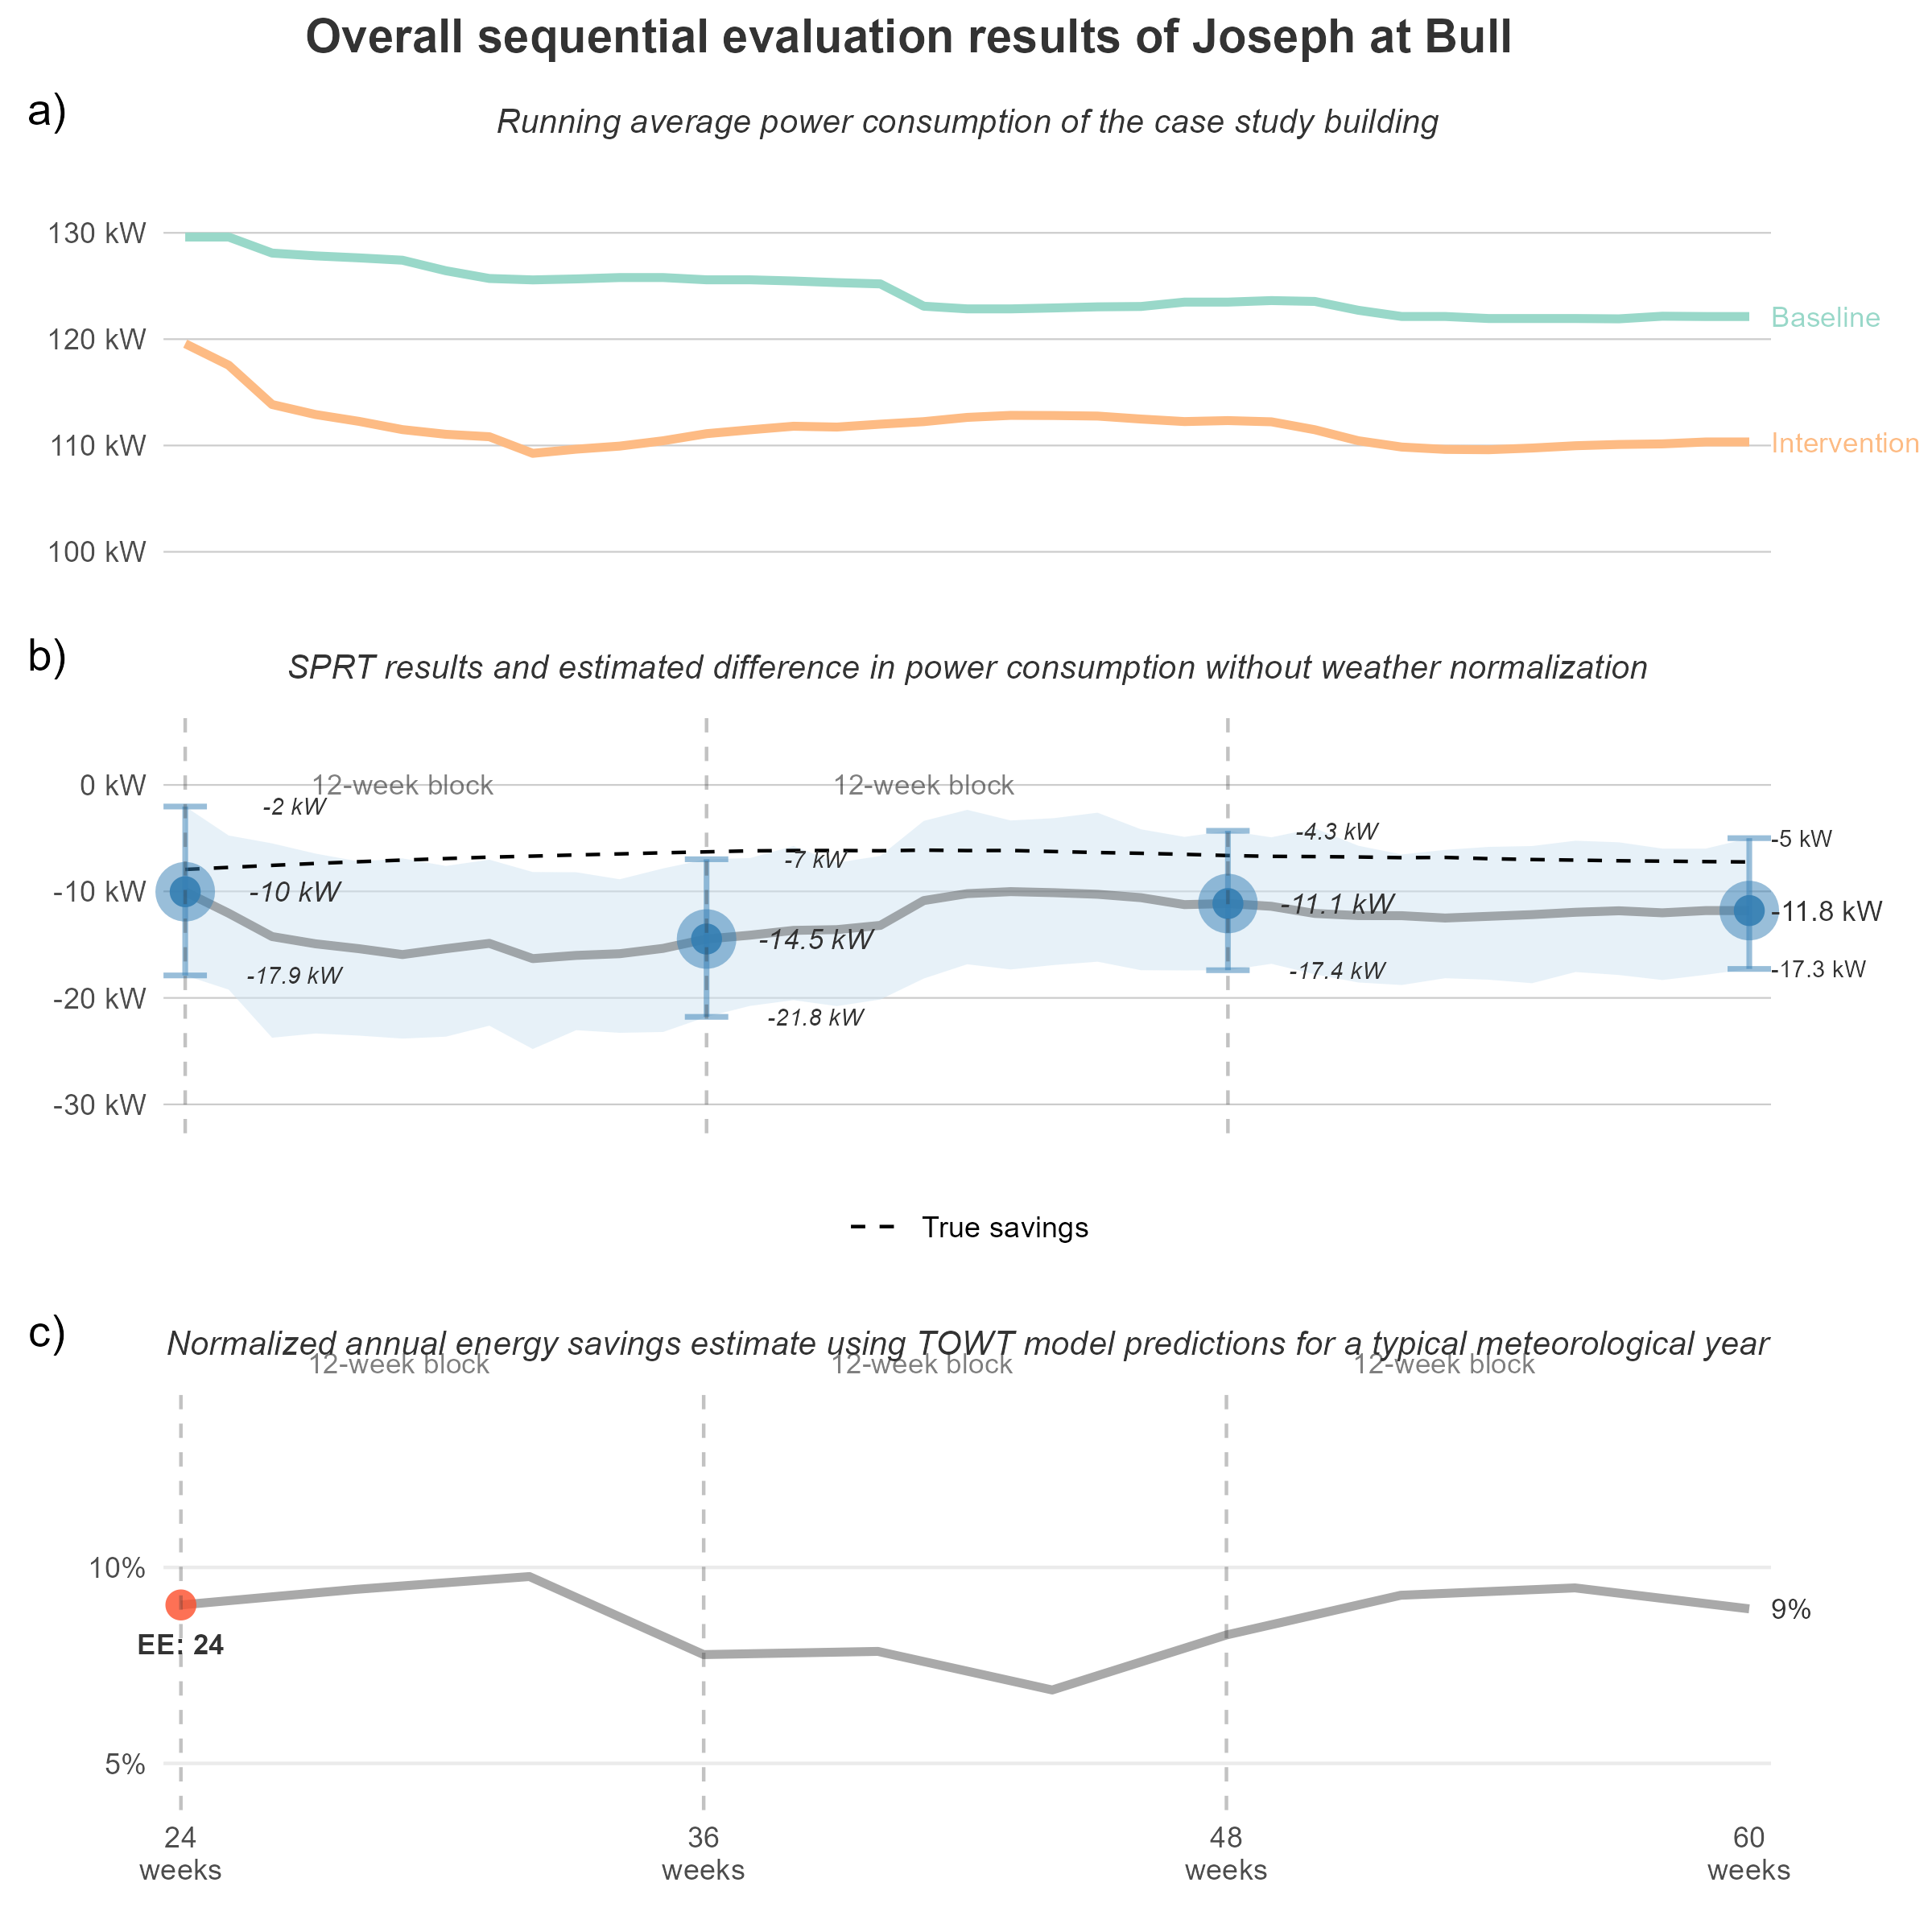 Overall sequential evaluation results of Joseph at Bull
a)
Running average power consumption of the case study building
130 kW
120 kW
110 kW
100 kW
Baseline
Intervention
b)
SPRT results and estimated difference in power consumption without weather normalization
0 kW
-10 kW
-20 kW
-30 kW
12-week block
12-week block
-2 kW
-10 kW
-17.9 kW
-7 kW
-14.5 kW
-21.8 kW
-4.3 kW
-11.1 kW
-17.4 kW
-5 kW
-11.8 kW
-17.3 kW
True savings
c)
Normalized annual energy savings estimate using TOWT model predictions for a typical meteorological year
12-week block
12-week block
12-week block
10%
5%
EE: 24
9%
24
weeks
36
weeks
48
weeks
60
weeks